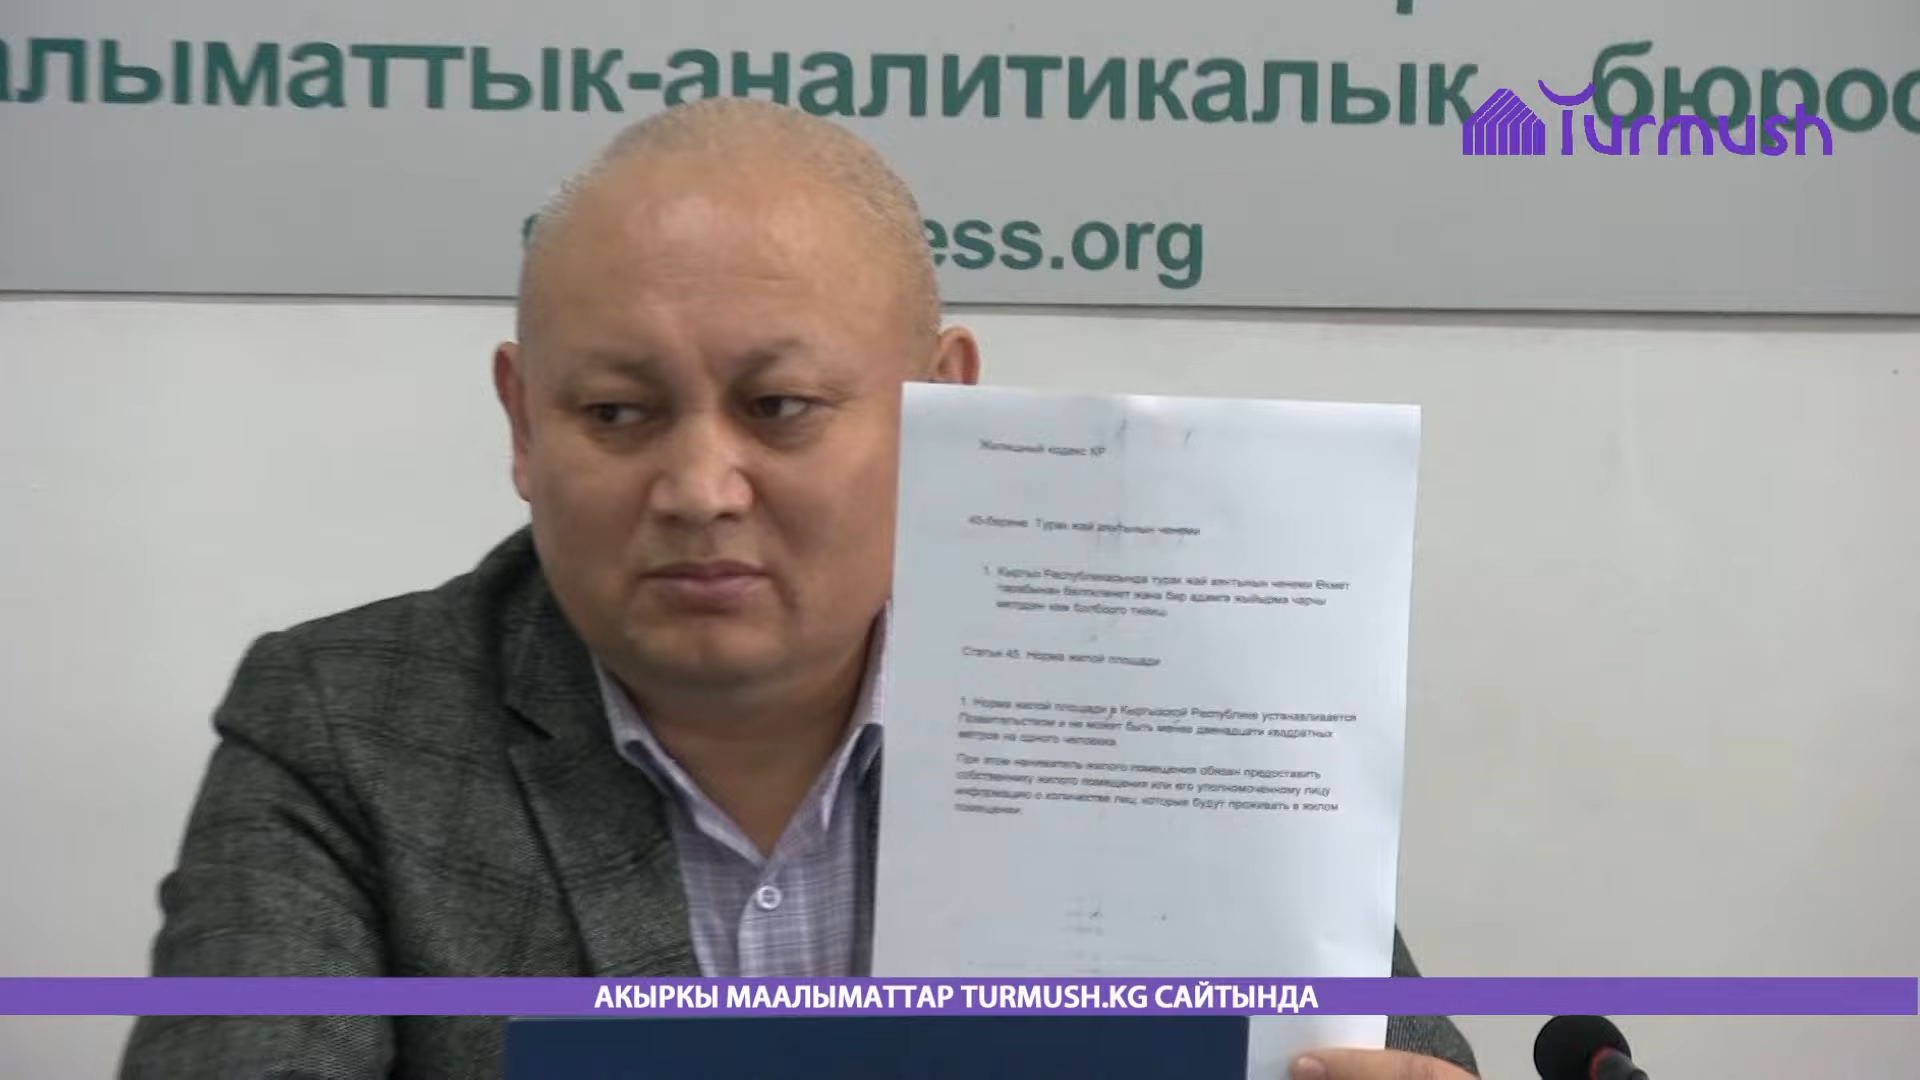 алыматтык-аналитикалык бюрос
Turmush
ess.org
Жилищный кодекс КР
45-берене. Турак жай аянтынын ченеми
1. Кыргыз Республикасында турак жай аянтынын ченеми Өкмөт
тарабынан белгиленет жана бир адамга жыйырма чарчы
метрден кем болбоого тийиш.
Статья 45. Норма жилой площади
1. Норма жилой площади в Кыргызской Республике устанавливается
Правительством и не может быть менее двенадцати квадратных
метров на одного человека.
При этом наниматель жилого помещения обязан предоставить
собственнику жилого помещения или его уполномоченному лицу
информацию о количестве лиц, которые будут проживать в жилом
помещении.
АКЫРКЫ МААЛЫМАТТАР TURMUSH.KG САЙТЫНДА